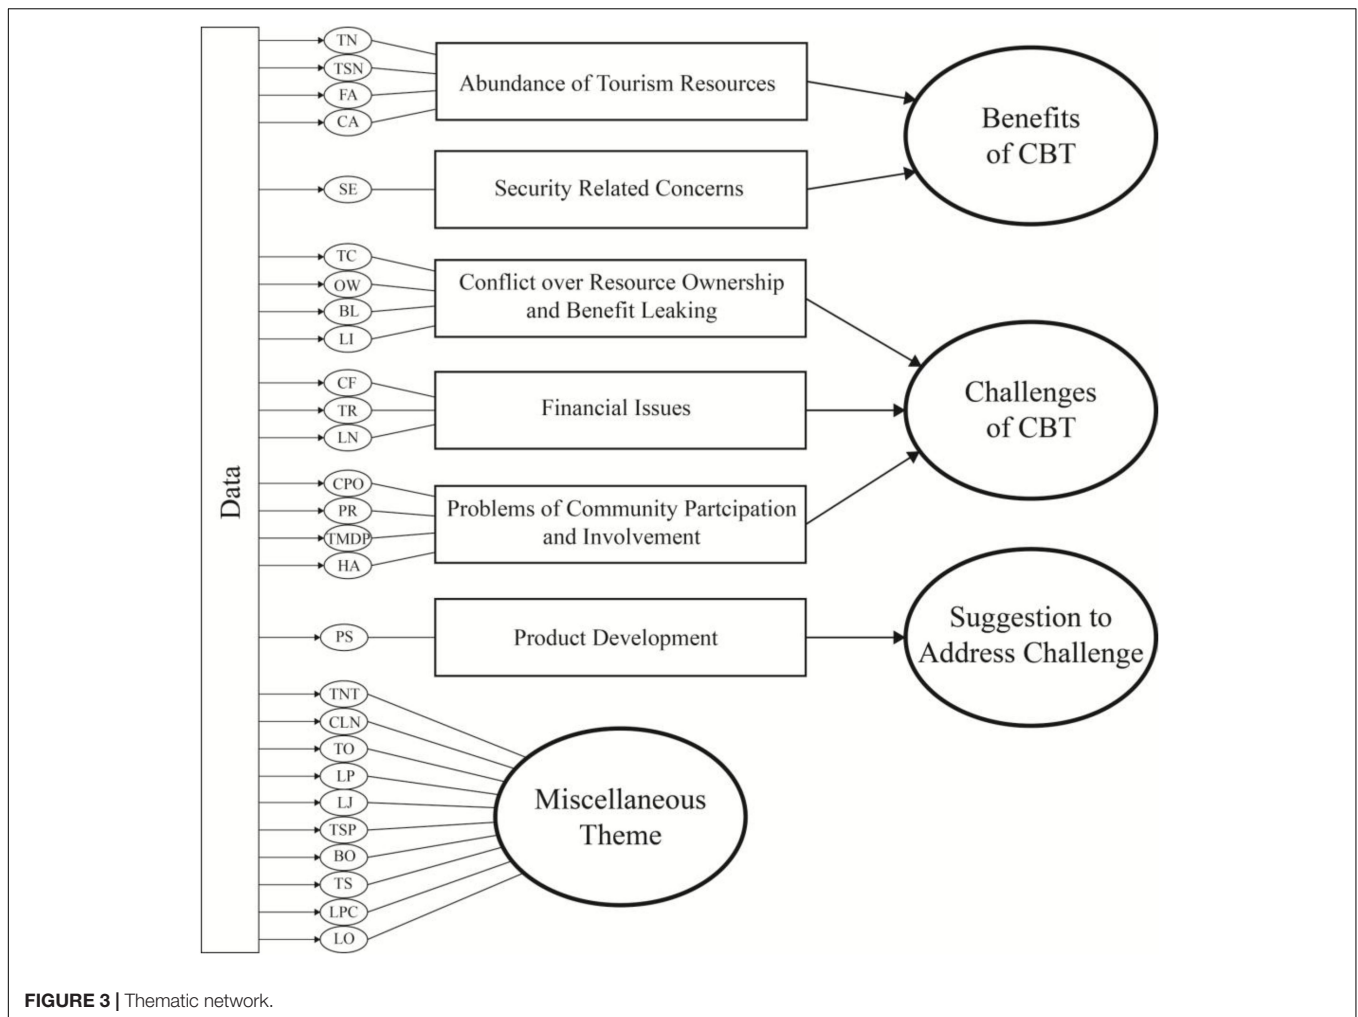 Data
TN
TSN
FA
CA
Abundance of Tourism Resources
SE
Security Related Concerns
Benefits
of CBT
TC
OW
BL
LI
Conflict over Resource Ownership
and Benefit Leaking
CF
TR
LN
Financial Issues
CPO
PR
TMDP
HA
Problems of Community Partcipation
and Involvement
Challenges
of CBT
PS
Product Development
Suggestion to
Address Challenge
TNT
CLN
TO
LP
LJ
TSP
BO
TS
LPC
LO
Miscellaneous
Theme
FIGURE 3 | Thematic network.